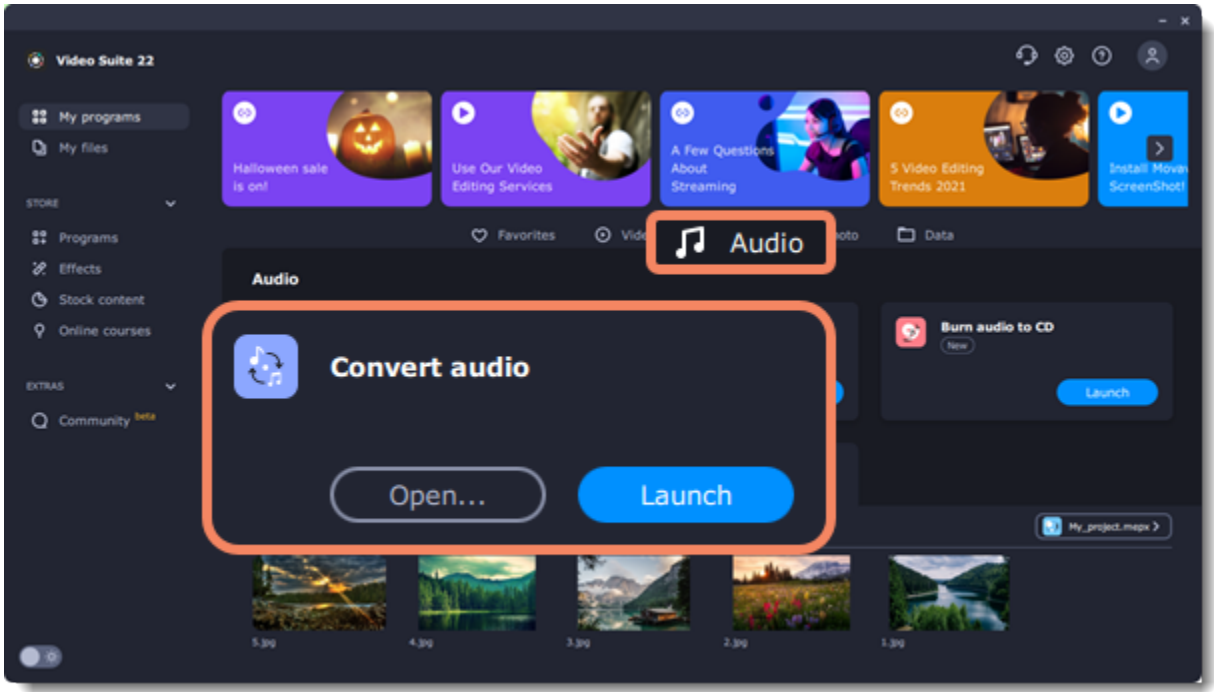 Video Suite 22
My programs
My files
STORE
Programs
Effects
Stock content
Online courses
EXTRAS
Community beta
Halloween sale
is on!
Use Our Video
Editing Services
A Few Questions
About
Streaming
5 Video Editing
Trends 2021
Install Movav
ScreenShot!
Favorites
Vide
Audio
oto
Data
Audio
Convert audio
Open...
Launch
Burn audio to CD
New
Launch
My_project.mepx
5.jpg
4.jpg
3.jpg
2.jpg
1.jpg